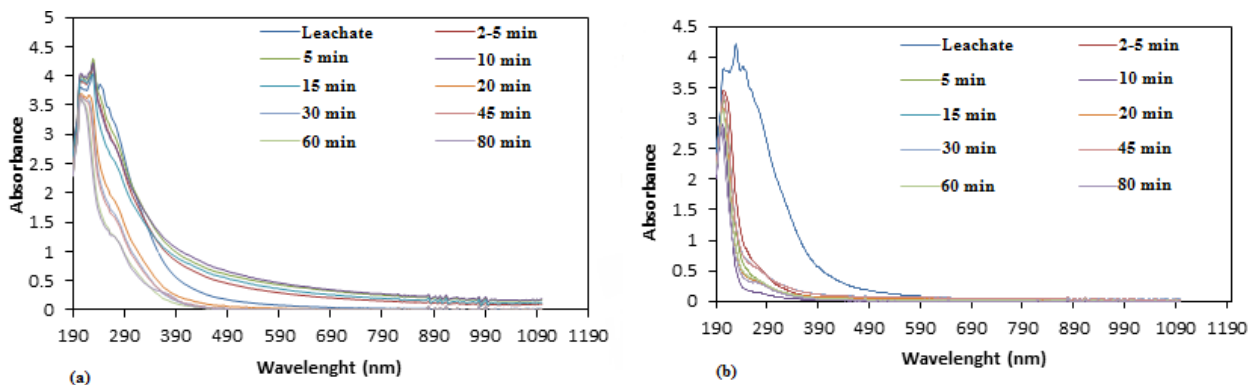 5
4.5
4
3.5
3
2.5
2
1.5
1
0.5
0
Absorbance
Leachate 2-5 min
5 min 10 min
15 min 20 min
30 min 45 min
60 min 80 min
190 290 390 490 590 690 790 890 990 1090 1190
Wavelenght (nm)
(a)
4.5
4
3.5
3
2.5
2
1.5
1
0.5
0
Absorbance
Leachate 2-5 min
5 min 10 min
15 min 20 min
30 min 45 min
60 min 80 min
190 290 390 490 590 690 790 890 990 1090 1190
Wavelenght (nm)
(b)